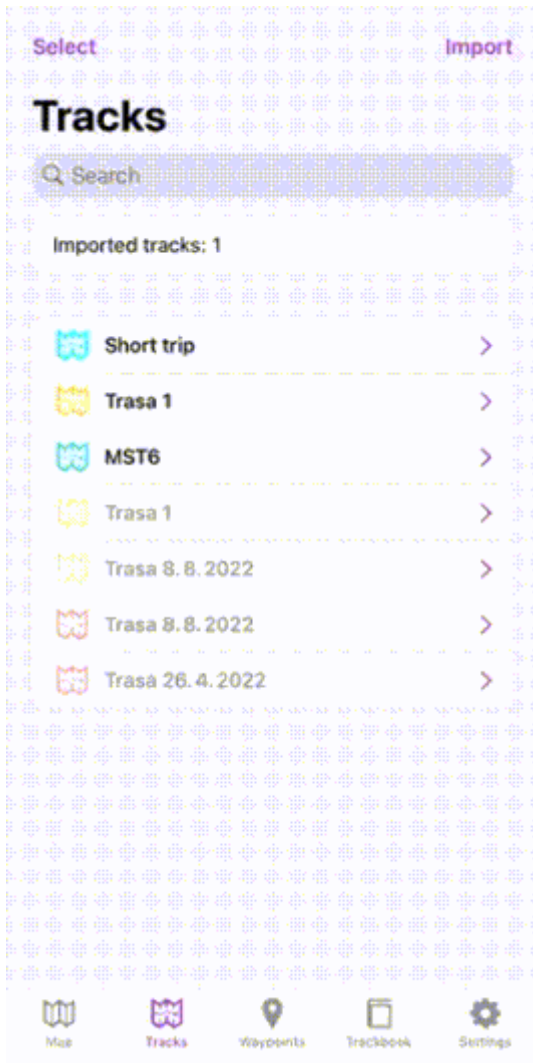 Select Import
Tracks
Search
Imported tracks: 1
Short trip
Trasa 1
MST6
Trasa 1
Trasa 8. 8. 2022
Trasa 8. 8. 2022
Trasa 26. 4. 2022
Map Tracks Waypoints Trackbook Settings